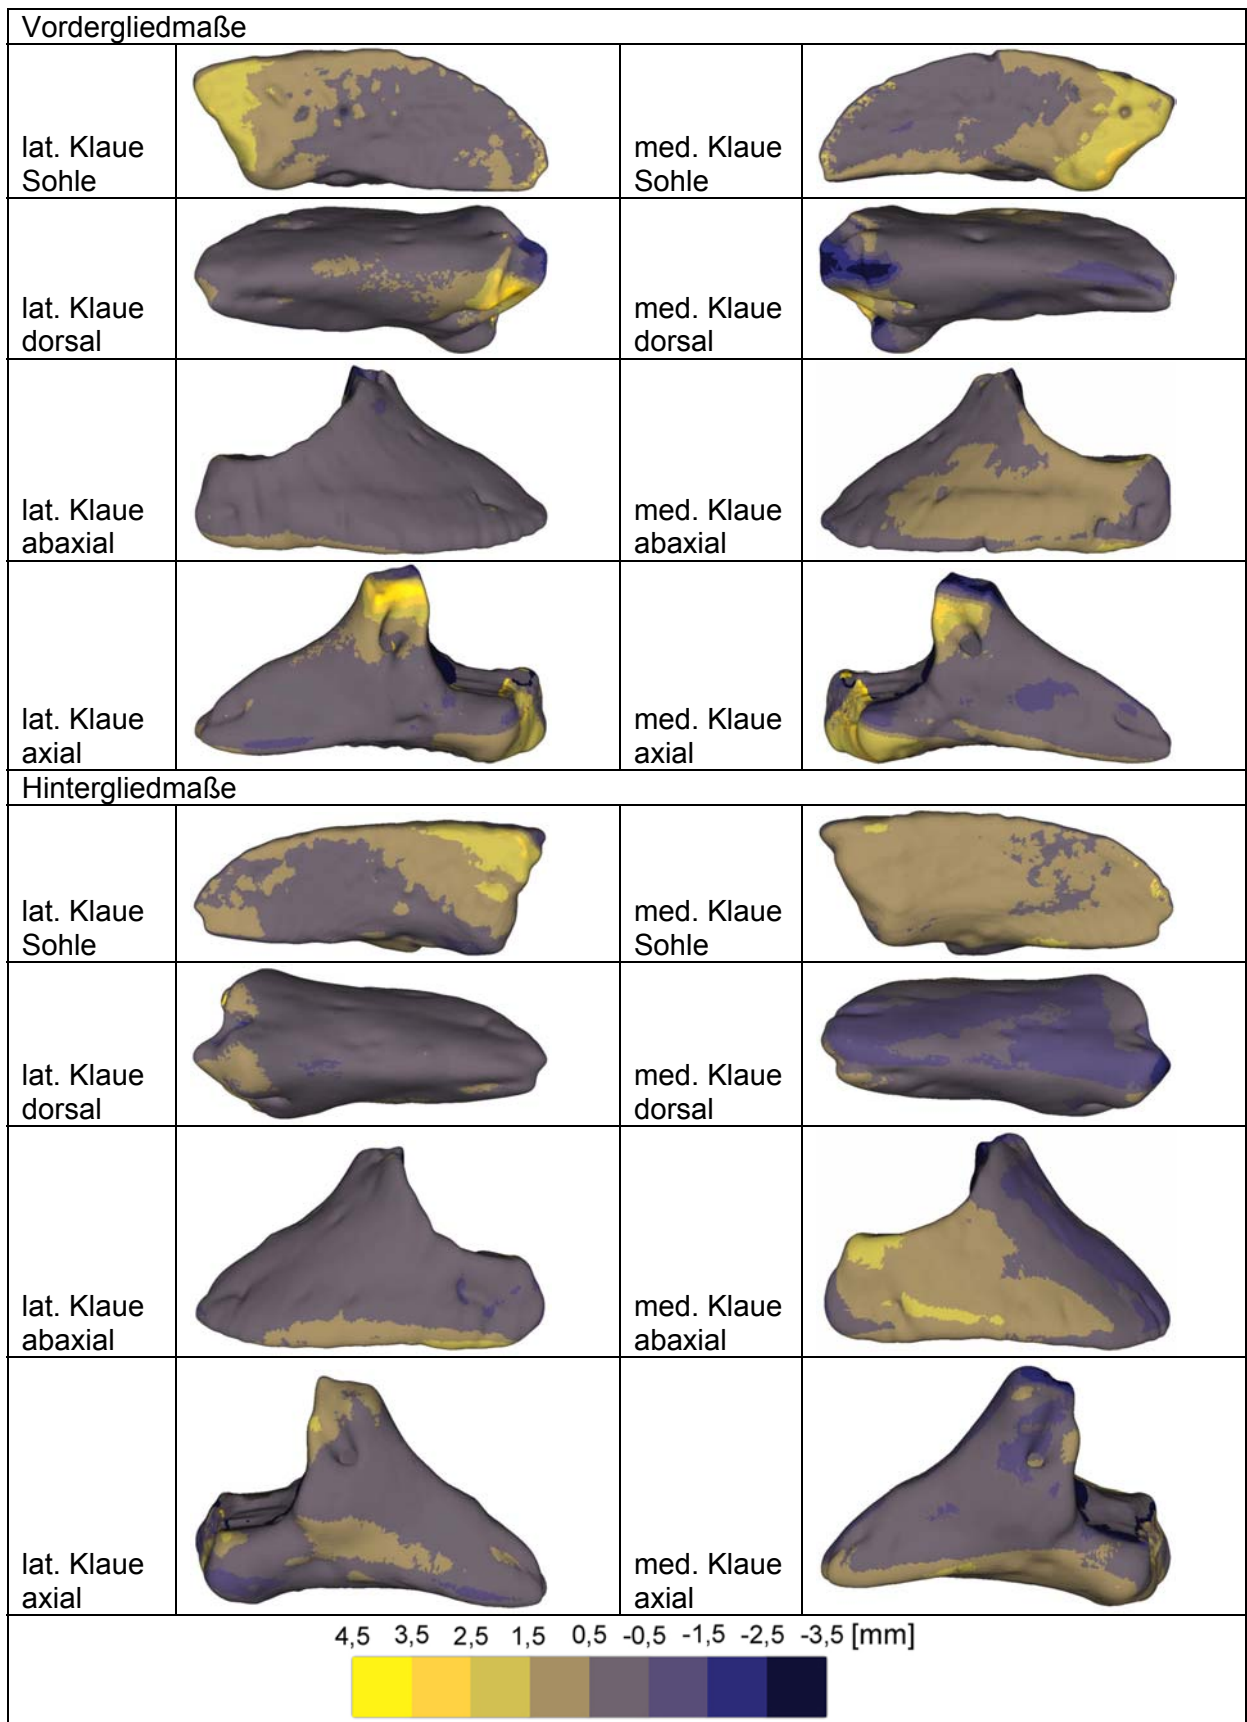 Vordergliedmaße
lat. Klaue
Sohle
med. Klaue
Sohle
lat. Klaue
dorsal
med. Klaue
dorsal
lat. Klaue
abaxial
med. Klaue
abaxial
lat. Klaue
axial
med. Klaue
axial
Hintergliedmaße
lat. Klaue
Sohle
med. Klaue
Sohle
lat. Klaue
dorsal
med. Klaue
dorsal
lat. Klaue
abaxial
med. Klaue
abaxial
lat. Klaue
axial
med. Klaue
axial
4,5 3,5 2,5 1,5 0,5 -0,5 -1,5 -2,5 -3,5 [mm]